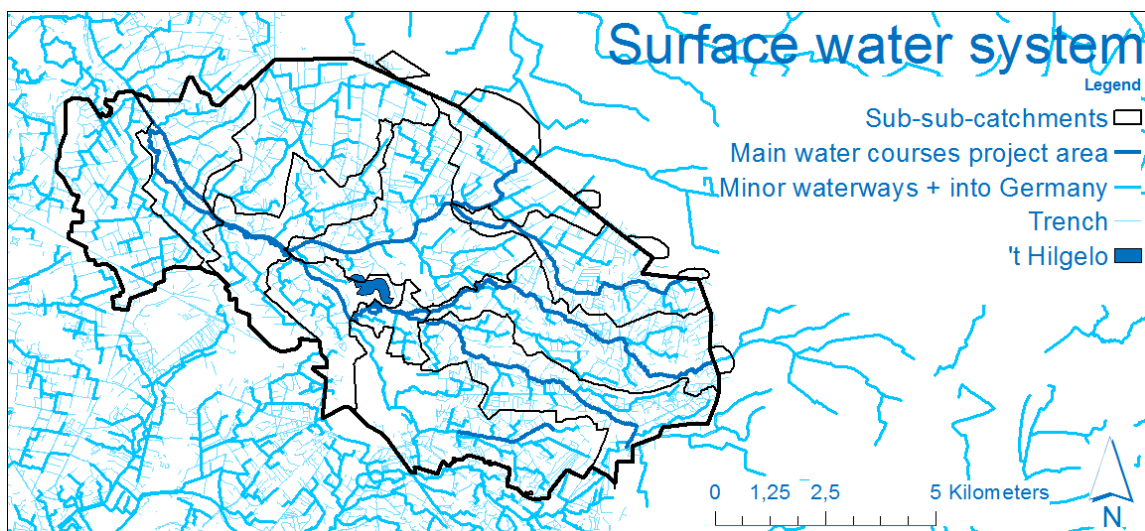 Surface water system
Legend
Sub-sub-catchments
Main water courses project area
Minor waterways + into Germany
Trench
't Hilgelo
0 1,25 2,5 5 Kilometers
N